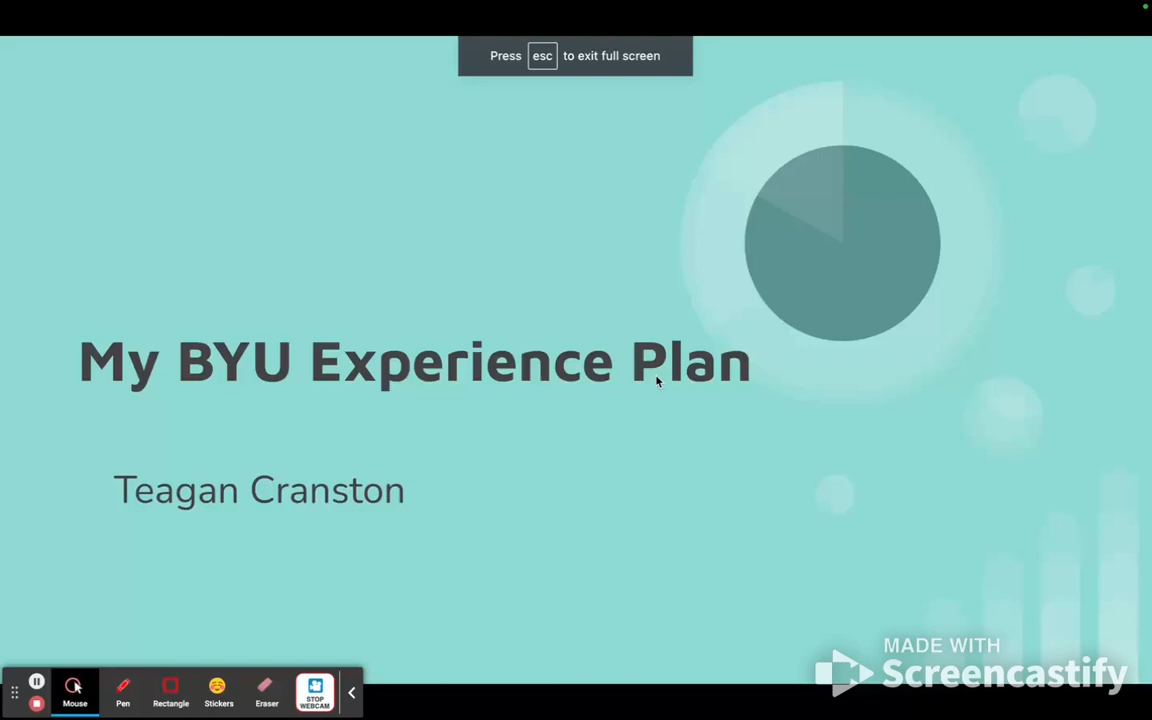 Press esc to exit full screen
My BYU Experience Plan
Teagan Cranston
MADE WITH
Screencastify
Mouse
Pen
Rectangle
Stickers
Eraser
STOP
WEBCAM